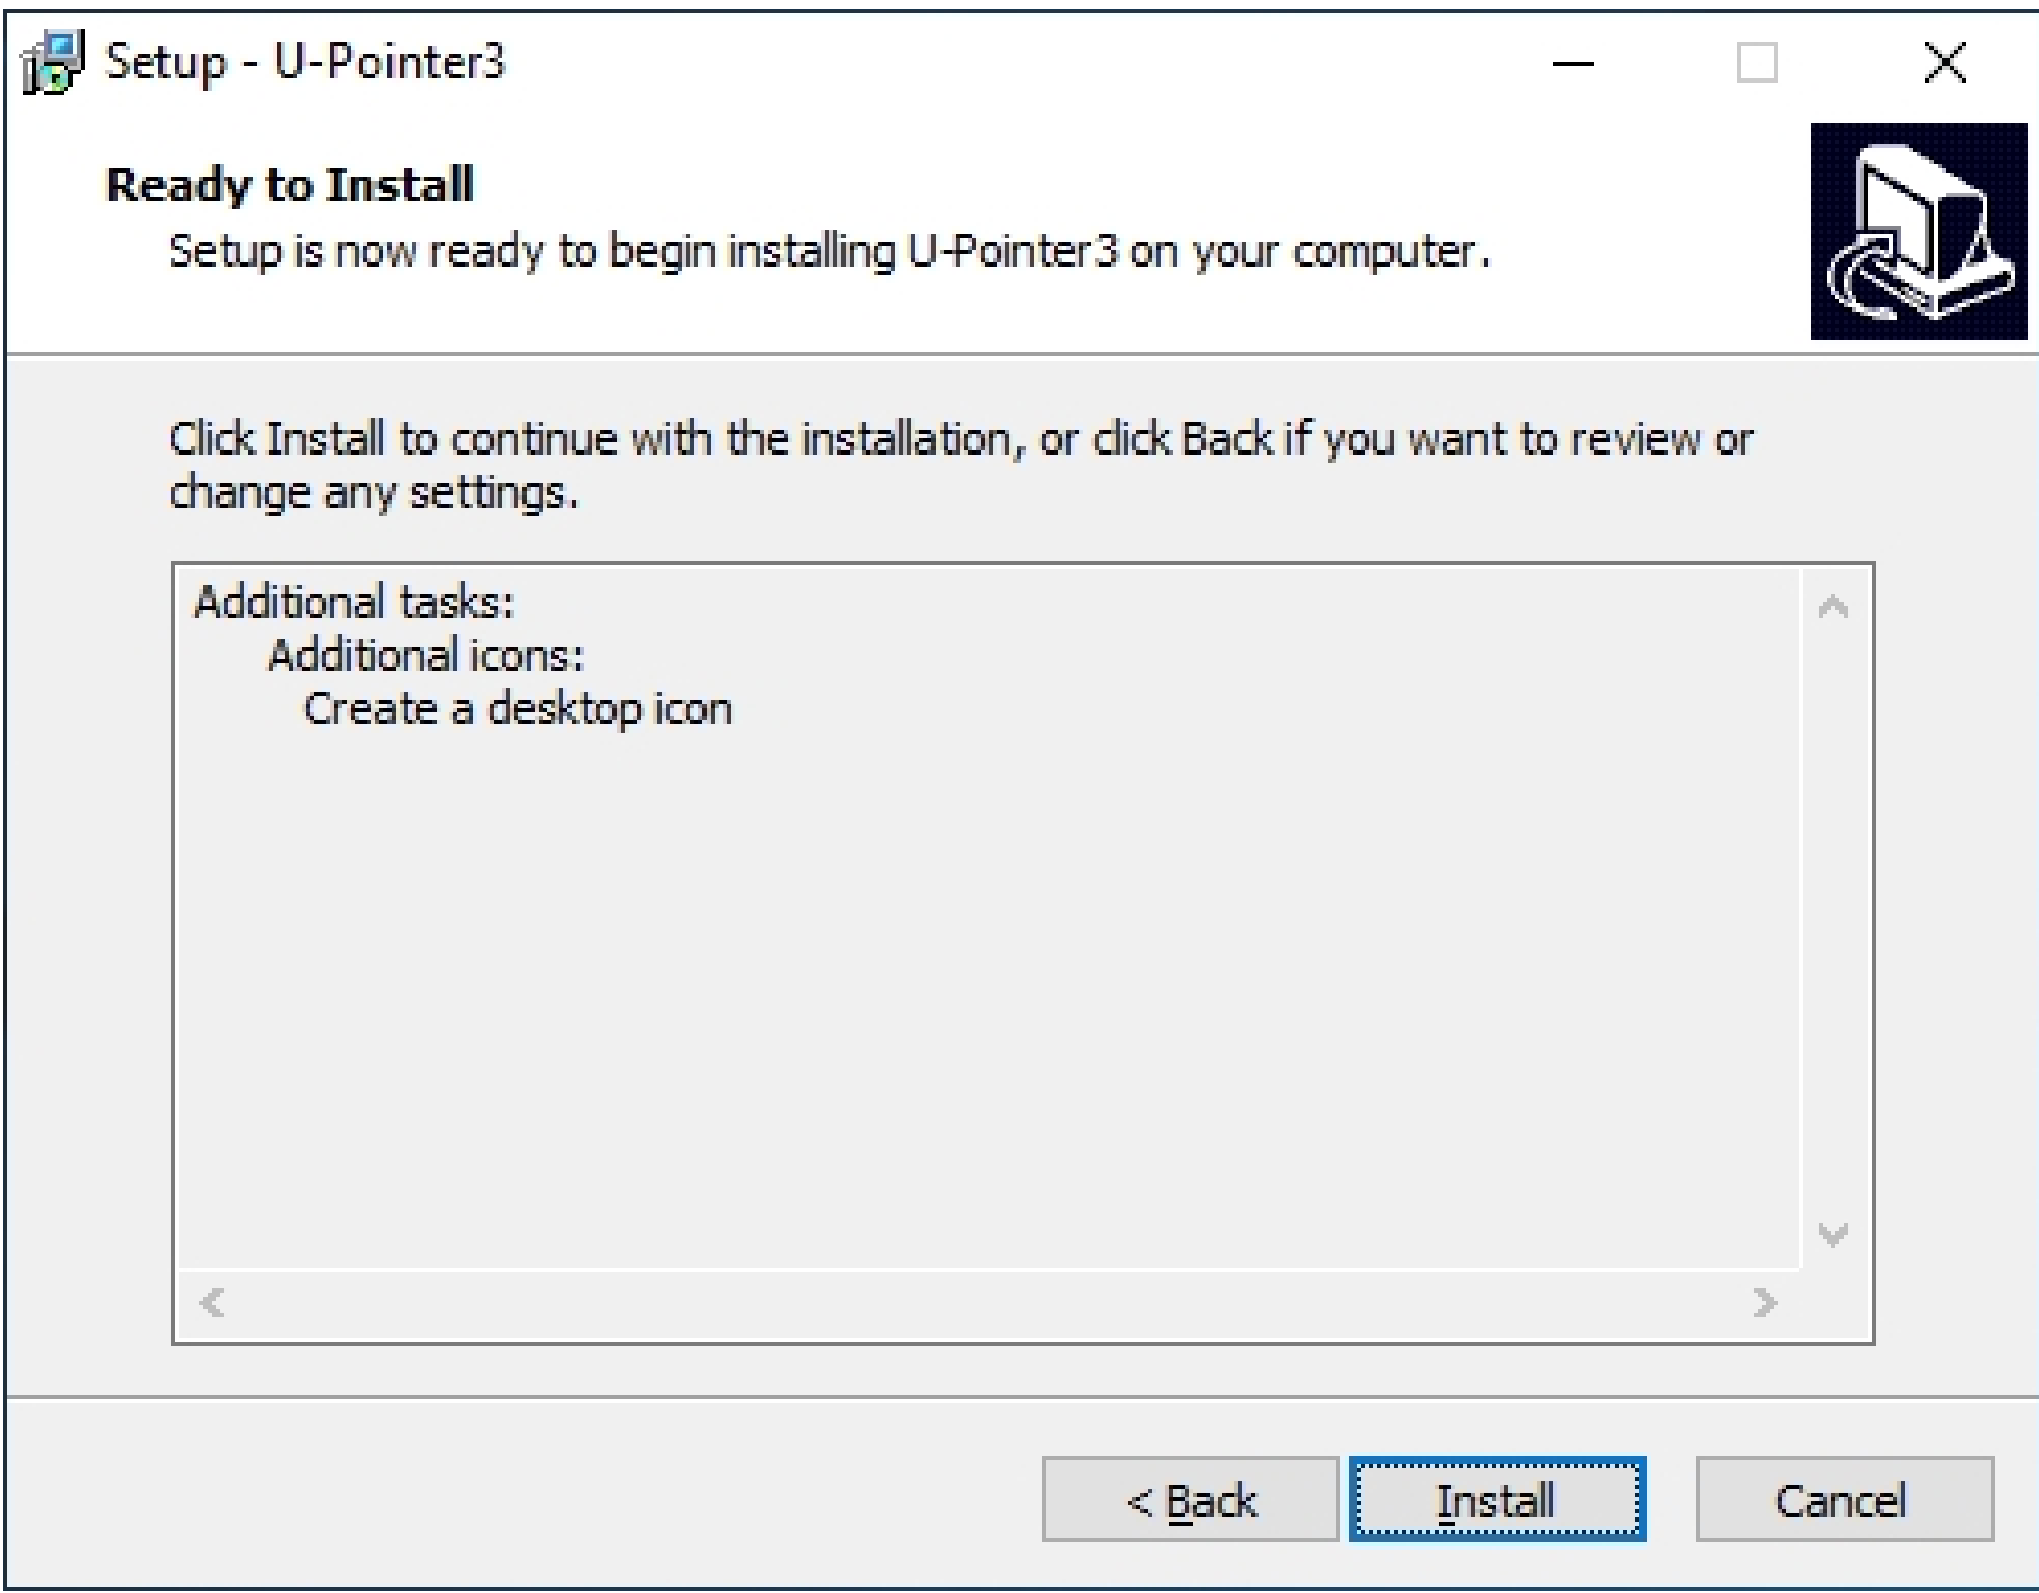 Setup - U-Pointer3
Ready to Install
Setup is now ready to begin installing U-Pointer3 on your computer.
Click Install to continue with the installation, or click Back if you want to review or
change any settings.
Additional tasks:
Additional icons:
Create a desktop icon
< Back
Install
Cancel